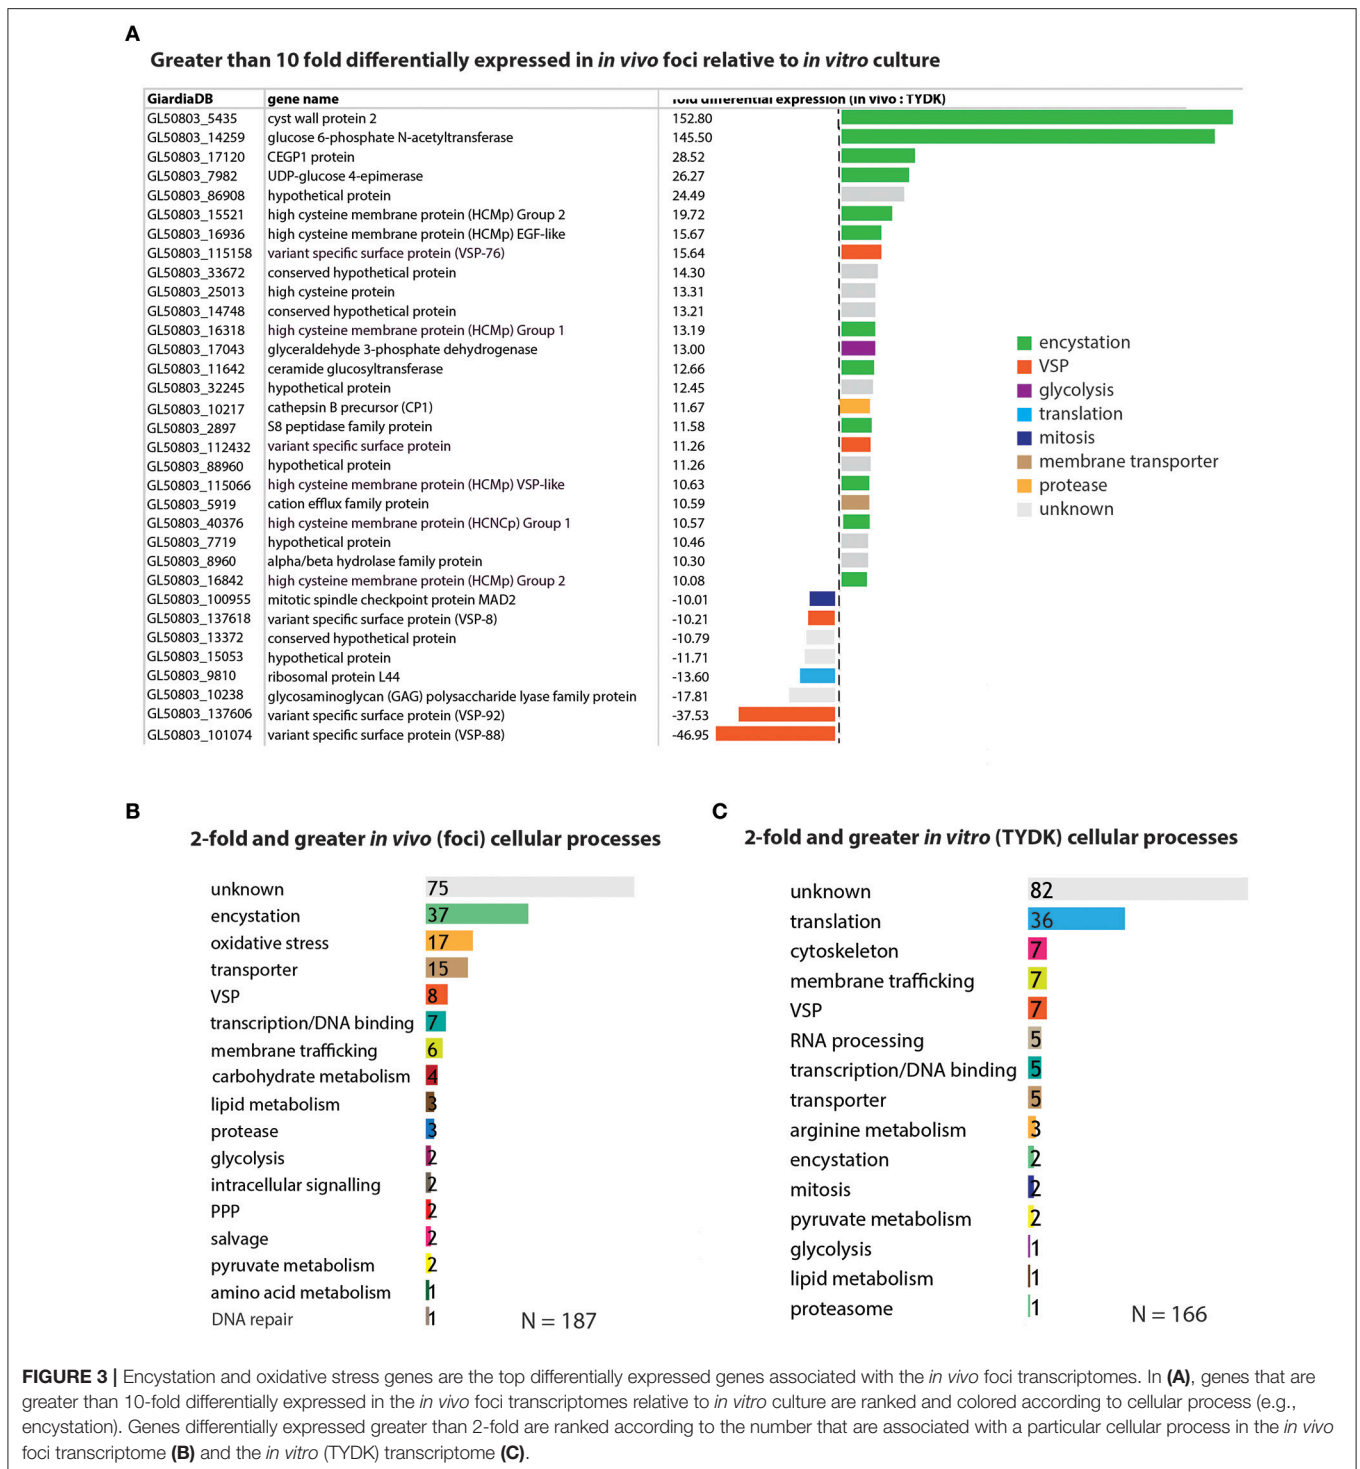 A
Greater than 10 fold differentially expressed in in vivo foci relative to in vitro culture
GiardiaDB gene name fold differential expression (in vivo : TYDK)
GL50803_5435 cyst wall protein 2 152.80
GL50803_14259 glucose 6-phosphate N-acetyltransferase 145.50
GL50803_17120 CEGP1 protein 28.52
GL50803_7982 UDP-glucose 4-epimerase 26.27
GL50803_86908 hypothetical protein 24.49
GL50803_15521 high cysteine membrane protein (HCMp) Group 2 19.72
GL50803_16936 high cysteine membrane protein (HCMp) EGF-like 15.67
GL50803_115158 variant specific surface protein (VSP-76) 15.64
GL50803_33672 conserved hypothetical protein 14.30
GL50803_25013 high cysteine protein 13.31
GL50803_14748 conserved hypothetical protein 13.21
GL50803_16318 high cysteine membrane protein (HCMp) Group 1 13.19
GL50803_17043 glyceraldehyde 3-phosphate dehydrogenase 13.00
GL50803_11642 ceramide glucosyltransferase 12.66
GL50803_32245 hypothetical protein 12.45
GL50803_10217 cathepsin B precursor (CP1) 11.67
GL50803_2897 S8 peptidase family protein 11.58
GL50803_112432 variant specific surface protein 11.26
GL50803_88960 hypothetical protein 11.26
GL50803_115066 high cysteine membrane protein (HCMp) VSP-like 10.63
GL50803_5919 cation efflux family protein 10.59
GL50803_40376 high cysteine membrane protein (HCNCp) Group 1 10.57
GL50803_7719 hypothetical protein 10.46
GL50803_8960 alpha/beta hydrolase family protein 10.30
GL50803_16842 high cysteine membrane protein (HCMp) Group 2 10.08
GL50803_100955 mitotic spindle checkpoint protein MAD2 -10.01
GL50803_137618 variant specific surface protein (VSP-8) -10.21
GL50803_13372 conserved hypothetical protein -10.79
GL50803_15053 hypothetical protein -11.71
GL50803_9810 ribosomal protein L44 -13.60
GL50803_10238 glycosaminoglycan (GAG) polysaccharide lyase family protein -17.81
GL50803_137606 variant specific surface protein (VSP-92) -37.53
GL50803_101074 variant specific surface protein (VSP-88) -46.95
encystation
VSP
glycolysis
translation
mitosis
membrane transporter
protease
unknown
B
2-fold and greater in vivo (foci) cellular processes
unknown 75
encystation 37
oxidative stress 17
transporter 15
VSP 8
transcription/DNA binding 7
membrane trafficking 6
carbohydrate metabolism 4
lipid metabolism 3
protease 3
glycolysis 2
intracellular signalling 2
PPP 2
salvage 2
pyruvate metabolism 2
amino acid metabolism 1
DNA repair 1
N = 187
C
2-fold and greater in vitro (TYDK) cellular processes
unknown 82
translation 36
cytoskeleton 7
membrane trafficking 7
VSP 7
RNA processing 5
transcription/DNA binding 5
transporter 5
arginine metabolism 3
encystation 2
mitosis 2
pyruvate metabolism 2
glycolysis 1
lipid metabolism 1
proteasome 1
N = 166
FIGURE 3 | Encystation and oxidative stress genes are the top differentially expressed genes associated with the in vivo foci transcriptomes. In (A), genes that are
greater than 10-fold differentially expressed in the in vivo foci transcriptomes relative to in vitro culture are ranked and colored according to cellular process (e.g.,
encystation). Genes differentially expressed greater than 2-fold are ranked according to the number that are associated with a particular cellular process in the in vivo
foci transcriptome (B) and the in vitro (TYDK) transcriptome (C).